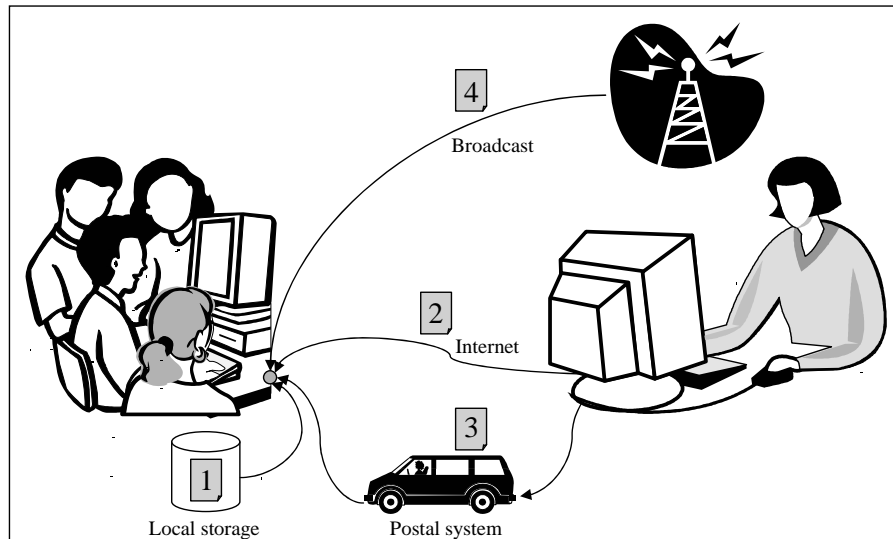 4
Broadcast
2
Internet
3
1
Local storage
Postal system